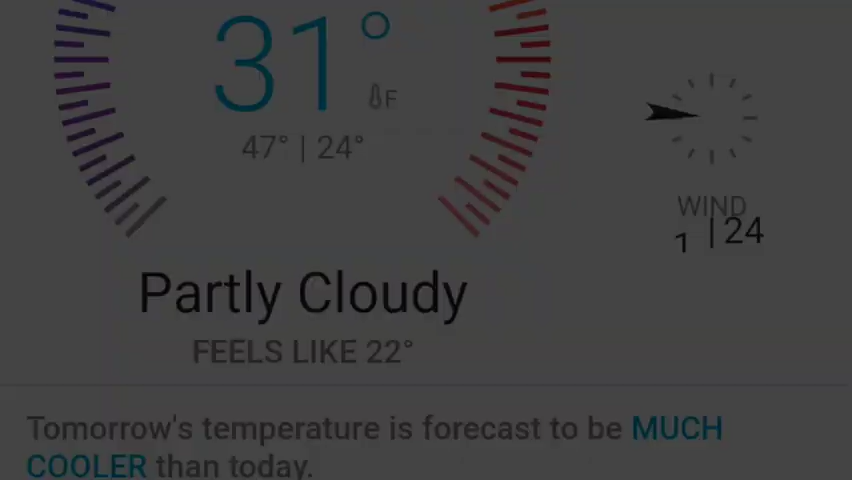 31°
F
47° | 24°
WIND
1 | 24
Partly Cloudy
FEELS LIKE 22°
Tomorrow's temperature is forecast to be MUCH
COOLER than today.